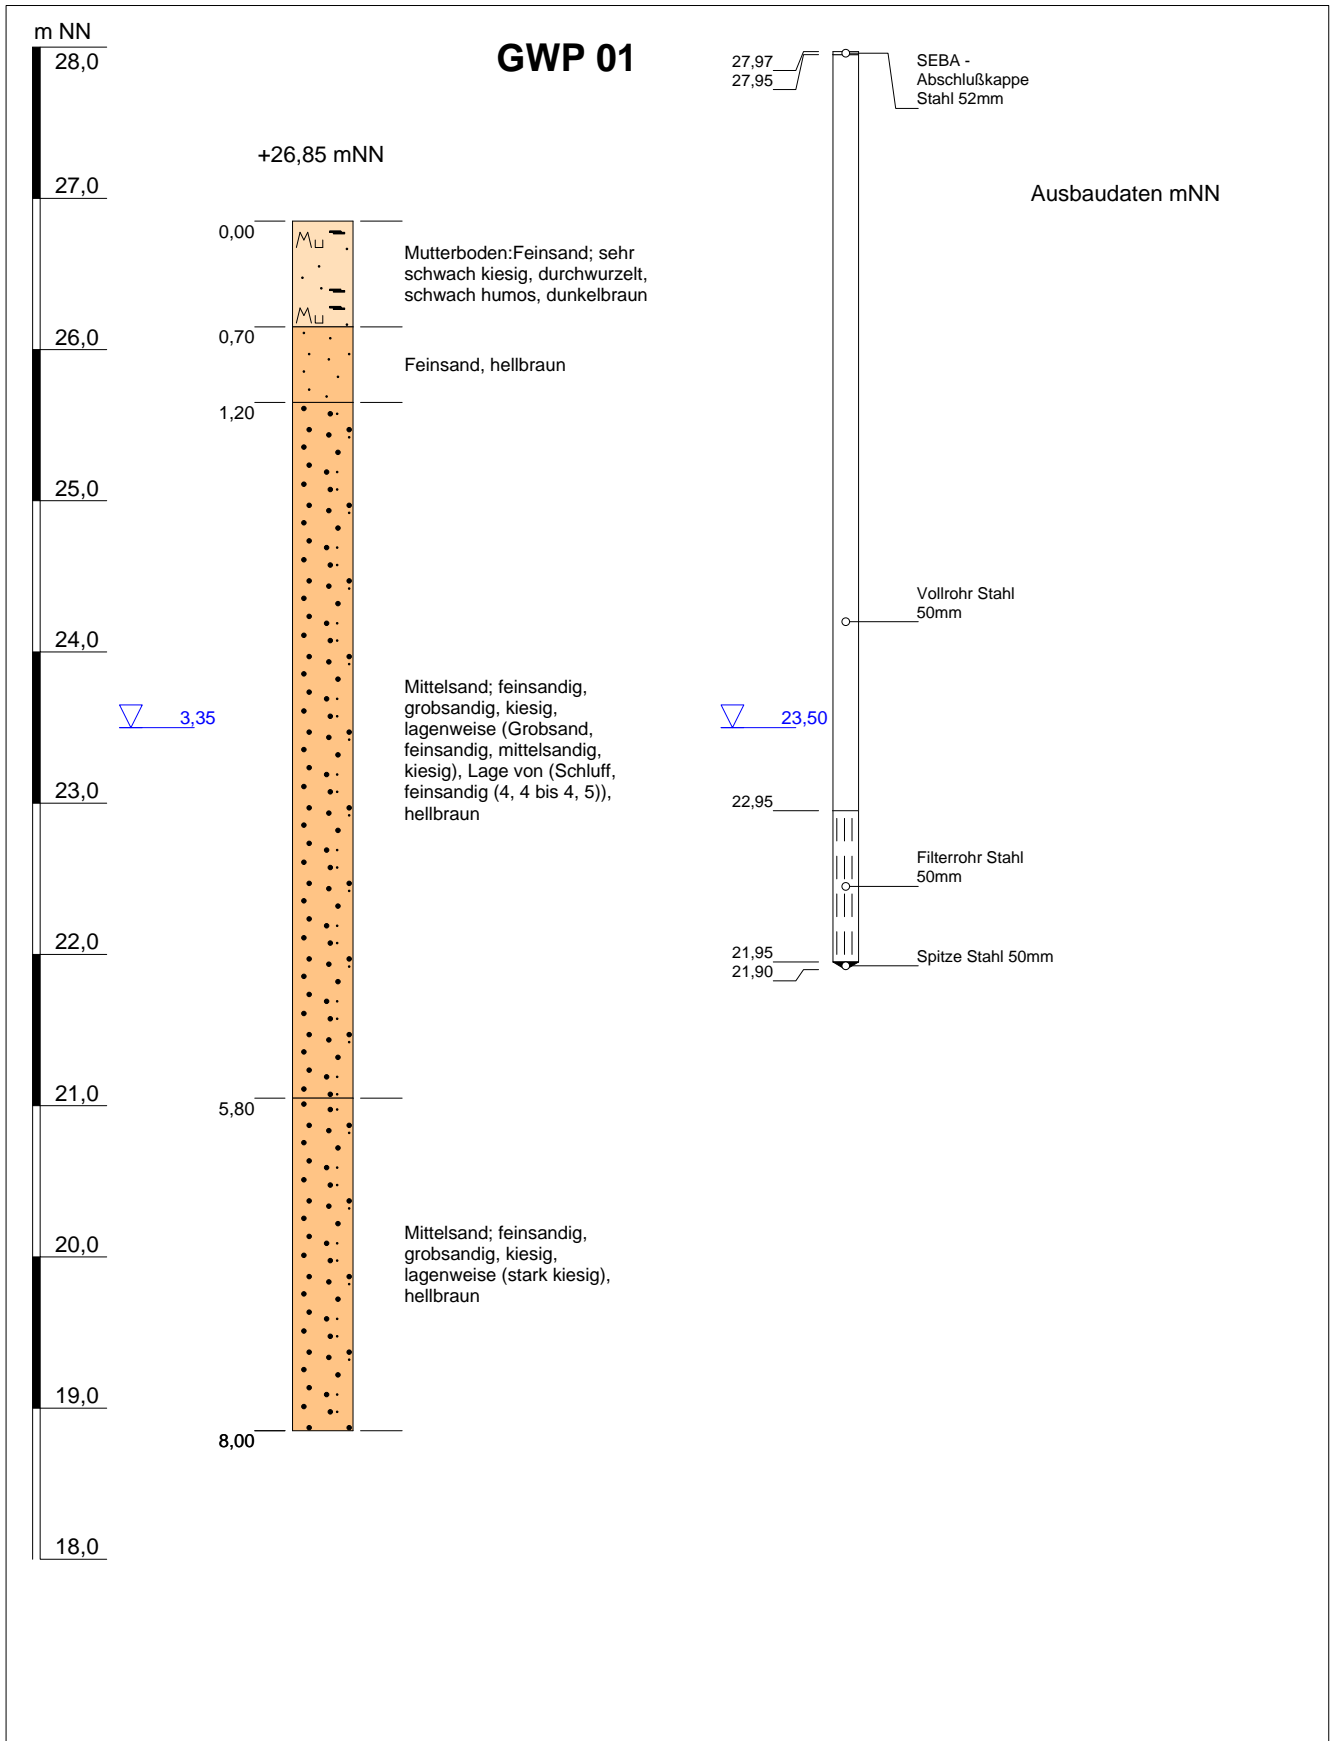 m NN
28,0
GWP 01
27,97
27,95
SEBA -
Abschlußkappe
Stahl 52mm
+26,85 mNN
27,0
Ausbaudaten mNN
0,00
Mu
Mu
Mutterboden:Feinsand; sehr
schwach kiesig, durchwurzelt,
schwach humos, dunkelbraun
26,0
0,70
Feinsand, hellbraun
1,20
25,0
Vollrohr Stahl
50mm
24,0
Mittelsand; feinsandig,
grobsandig, kiesig,
lagenweise (Grobsand,
feinsandig, mittelsandig,
kiesig), Lage von (Schluff,
feinsandig (4, 4 bis 4, 5)),
hellbraun
3,35
23,50
23,0
22,95
Filterrohr Stahl
50mm
22,0
21,95
21,90
Spitze Stahl 50mm
21,0
5,80
20,0
Mittelsand; feinsandig,
grobsandig, kiesig,
lagenweise (stark kiesig),
hellbraun
19,0
8,00
18,0